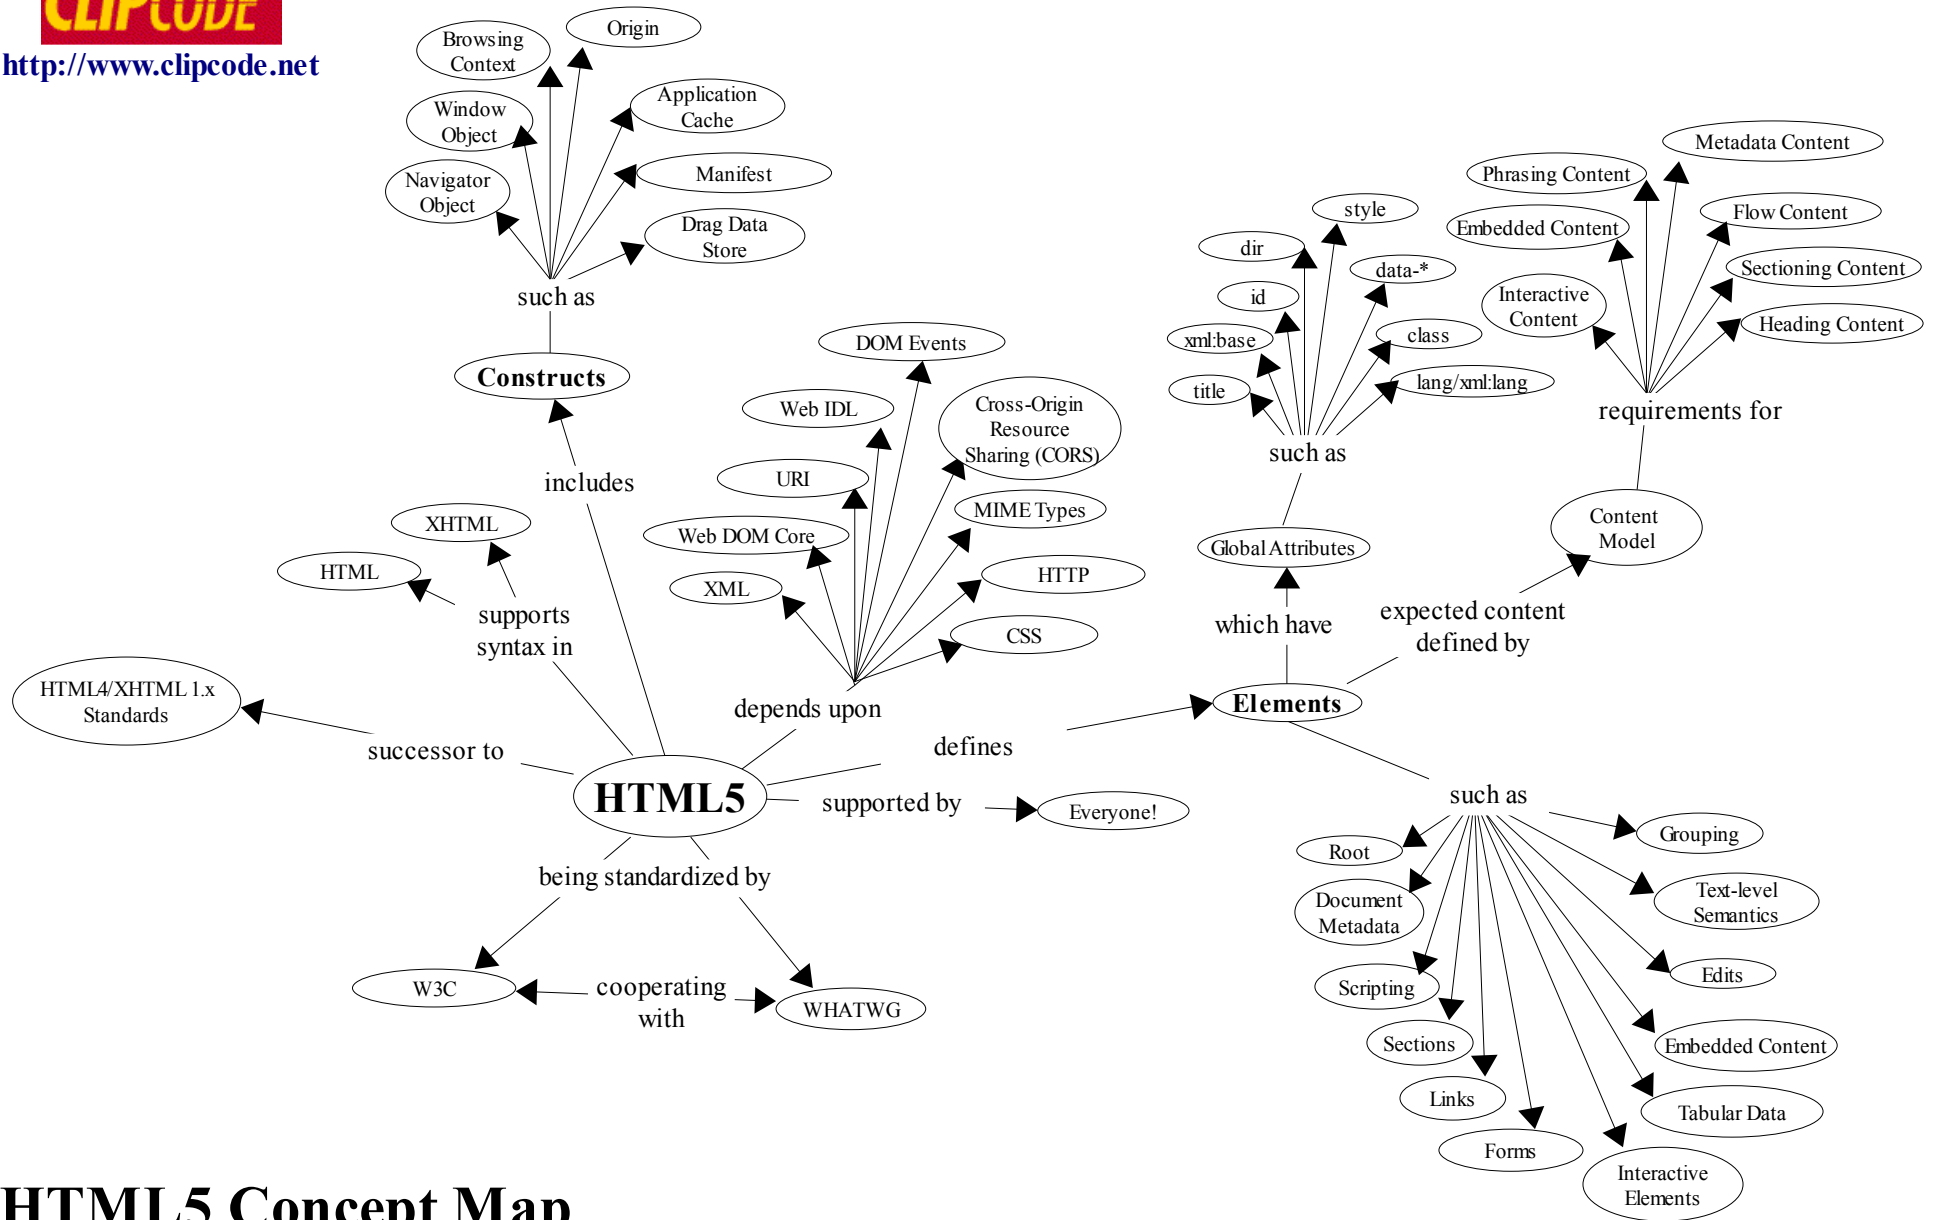 CLIPCODE
http://www.clipcode.net
Browsing
Context
Origin
Window
Object
Application
Cache
Navigator
Object
Manifest
Drag Data
Store
such as
Constructs
includes
XHTML
HTML
supports
syntax in
HTML4/XHTML 1.x
Standards
successor to
HTML5
DOM Events
Web IDL
Cross-Origin
Resource
Sharing (CORS)
URI
MIME Types
Web DOM Core
XML
HTTP
CSS
depends upon
defines
supported by
Everyone!
being standardized by
W3C
cooperating
with
WHATWG
style
dir
data-*
id
xml:base
class
title
lang/xml:lang
such as
Global Attributes
which have
Elements
Metadata Content
Phrasing Content
Flow Content
Embedded Content
Sectioning Content
Interactive
Content
Heading Content
requirements for
Content
Model
expected content
defined by
such as
Root
Grouping
Document
Metadata
Text-level
Semantics
Scripting
Edits
Sections
Embedded Content
Links
Tabular Data
Forms
Interactive
Elements
HTML5 Concept Map